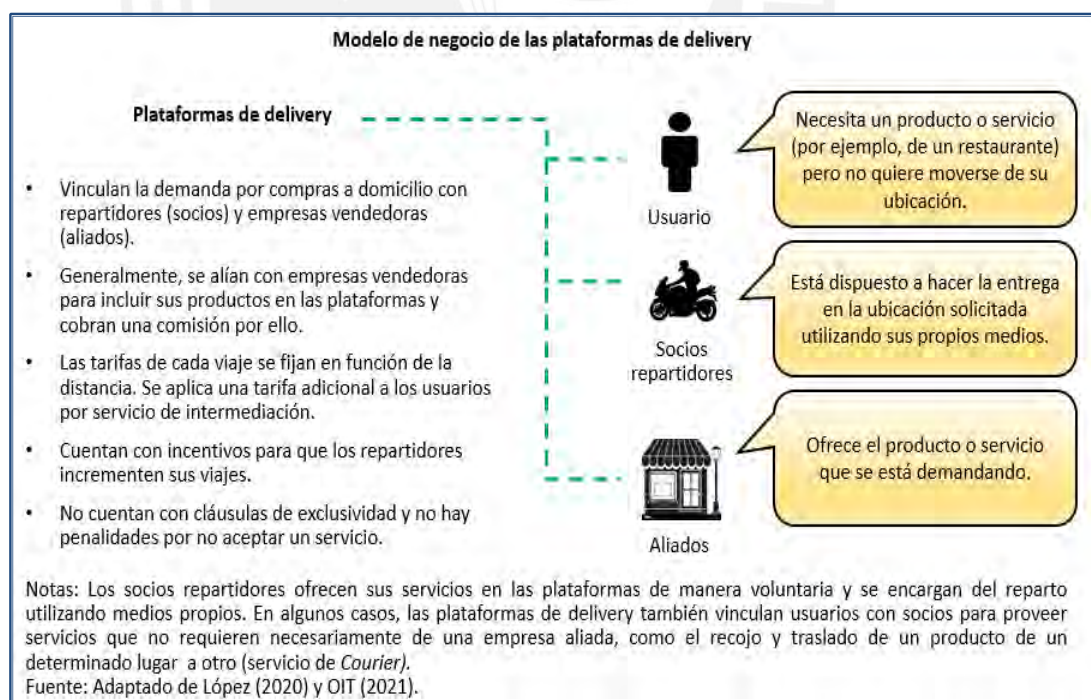 Modelo de negocio de las plataformas de delivery
Plataformas de delivery
• Vinculan la demanda por compras a domicilio con
repartidores (socios) y empresas vendedoras
(aliados).
• Generalmente, se alían con empresas vendedoras
para incluir sus productos en las plataformas y
cobran una comisión por ello.
• Las tarifas de cada viaje se fijan en función de la
distancia. Se aplica una tarifa adicional a los usuarios
por servicio de intermediación.
• Cuentan con incentivos para que los repartidores
incrementen sus viajes.
• No cuentan con cláusulas de exclusividad y no hay
penalidades por no aceptar un servicio.
Usuario
Necesita un producto o servicio
(por ejemplo, de un restaurante)
pero no quiere moverse de su
ubicación.
Socios
repartidores
Está dispuesto a hacer la entrega
en la ubicación solicitada
utilizando sus propios medios.
Aliados
Ofrece el producto o servicio
que se está demandando.
Notas: Los socios repartidores ofrecen sus servicios en las plataformas de manera voluntaria y se encargan del reparto
utilizando medios propios. En algunos casos, las plataformas de delivery también vinculan usuarios con socios para proveer
servicios que no requieren necesariamente de una empresa aliada, como el recojo y traslado de un producto de un
determinado lugar a otro (servicio de Courier).
Fuente: Adaptado de López (2020) y OIT (2021).